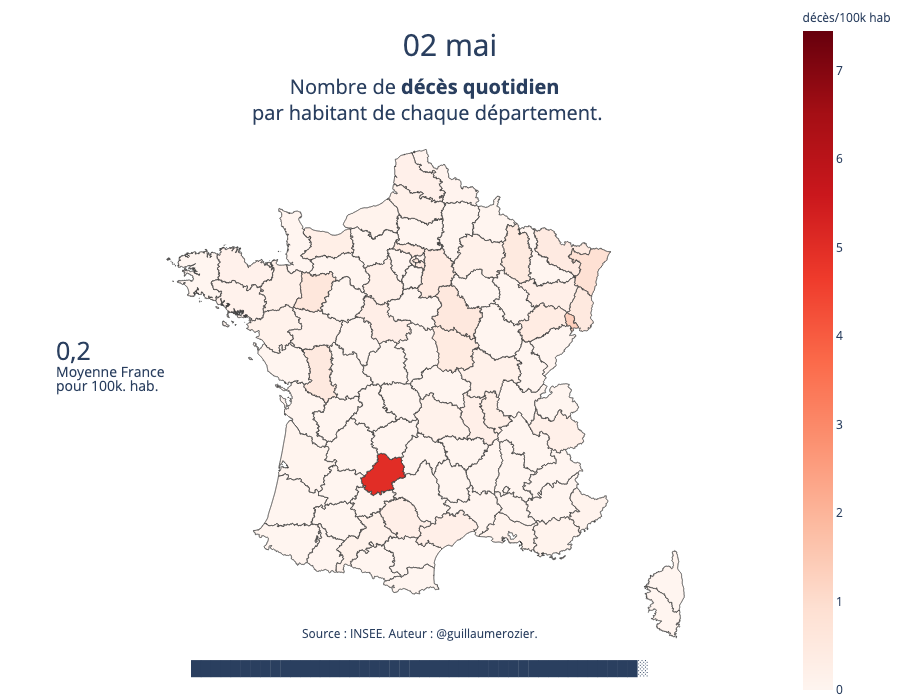 décès/100k hab
02 mai
Nombre de décès quotidien
par habitant de chaque département.
7
6
5
4
3
2
1
0
0,2
Moyenne France
pour 100k. hab.
Source : INSEE. Auteur : @guillaumerozier.